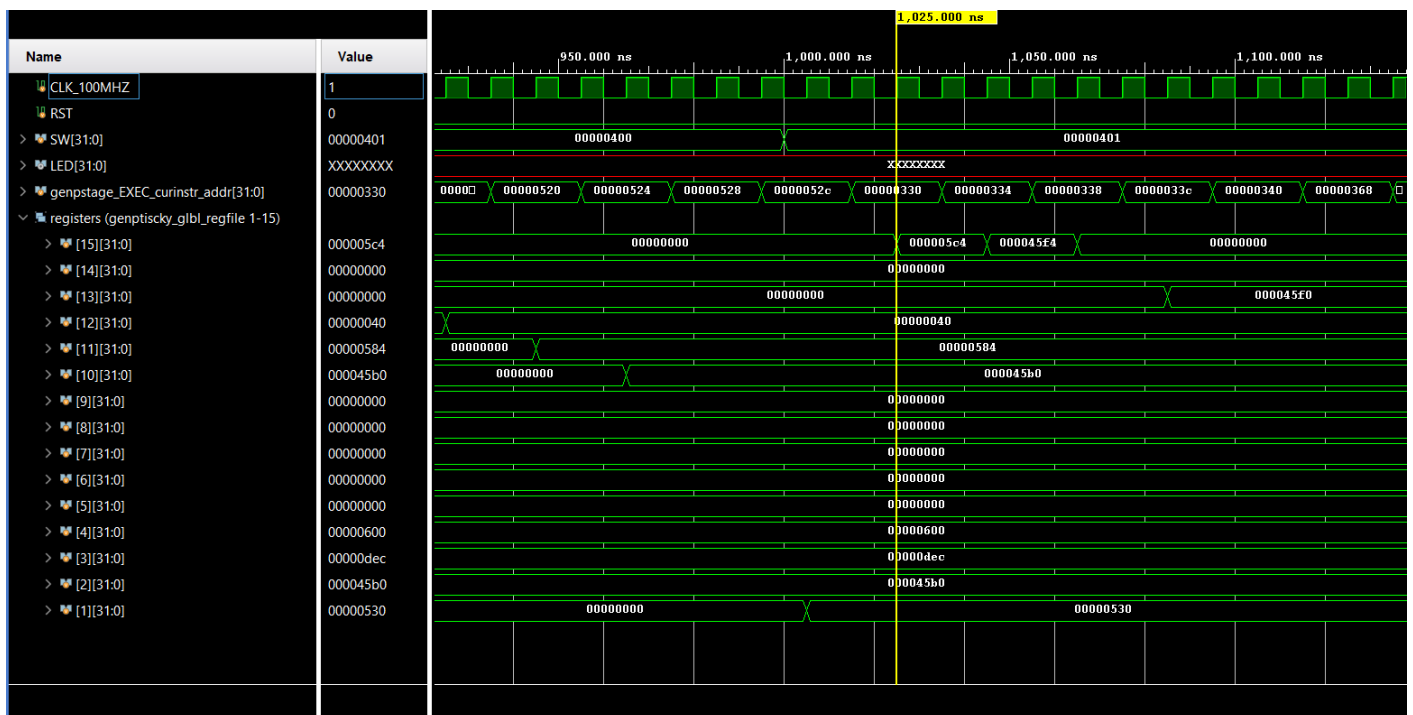 1,025.000 ns
Name Value 950.000 ns 1,000.000 ns 1,050.000 ns 1,100.000 ns
CLK_100MHZ 1
RST 0
SW[31:0] 00000401 00000400 00000401
LED[31:0] XXXXXXXX XXXXXXXX
genpstage_EXEC_curinstr_addr[31:0] 00000330 0000 00000520 00000524 00000528 0000052c 00000330 00000334 00000338 0000033c 00000340 00000368
registers (genptiscky_glbl_regfile 1-15)
[15][31:0] 000005c4 00000000 000005c4 000045f4 00000000
[14][31:0] 00000000 00000000
[13][31:0] 00000000 00000000 000045f0
[12][31:0] 00000040 00000040
[11][31:0] 00000584 00000000 00000584
[10][31:0] 000045b0 00000000 000045b0
[9][31:0] 00000000 00000000
[8][31:0] 00000000 00000000
[7][31:0] 00000000 00000000
[6][31:0] 00000000 00000000
[5][31:0] 00000000 00000000
[4][31:0] 00000600 00000600
[3][31:0] 00000dec 00000dec
[2][31:0] 000045b0 000045b0
[1][31:0] 00000530 00000000 00000530